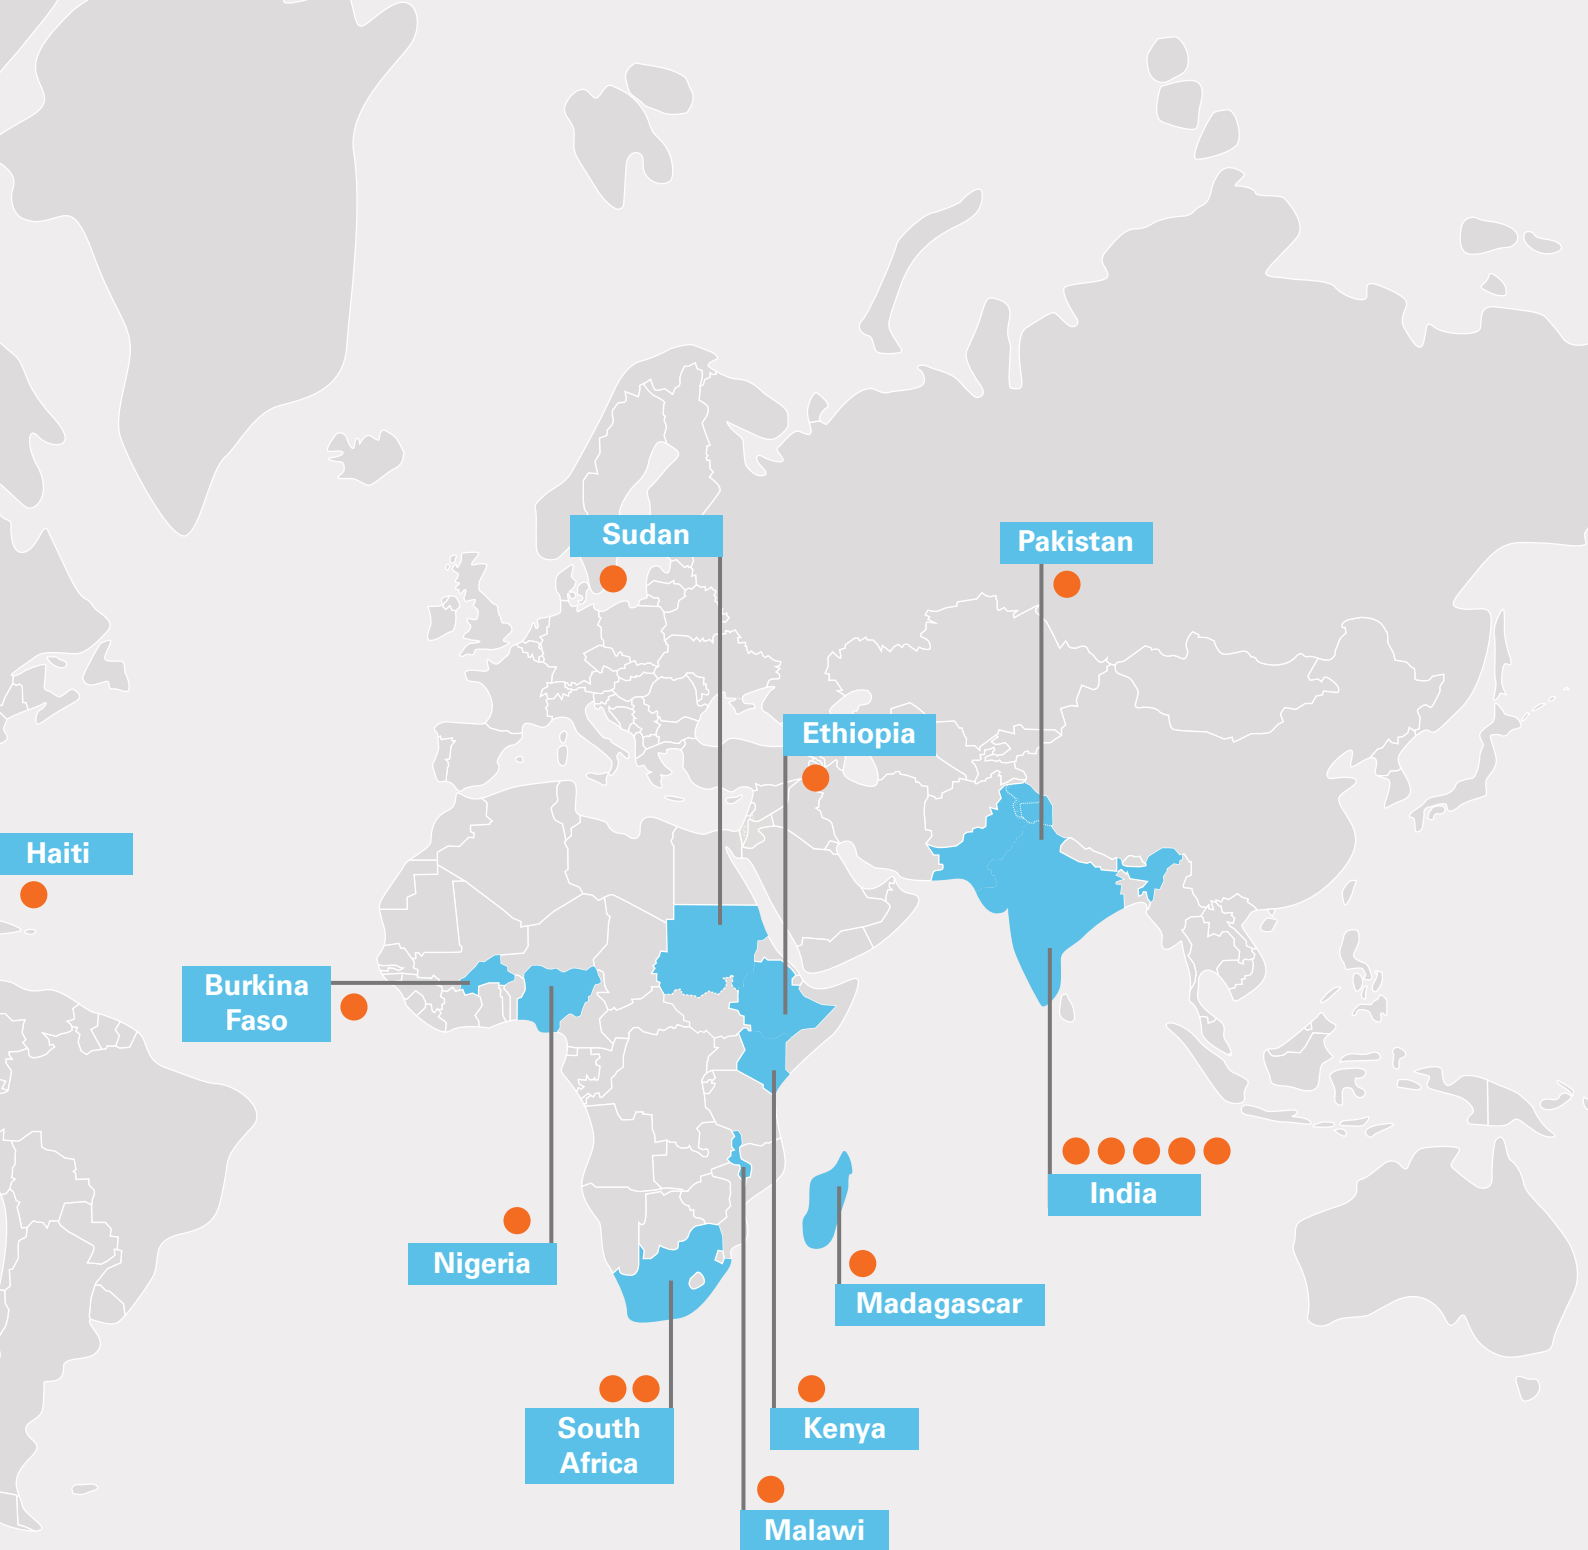 Sudan
Pakistan
Ethiopia
Haiti
Burkina
Faso
India
Nigeria
Madagascar
South
Africa
Kenya
Malawi